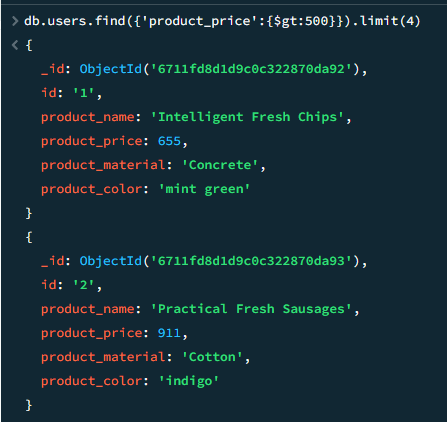 > db.users.find({'product_price':{$gt:500}}).limit(4)
< {
_id: ObjectId('6711fd8d1d9c0c322870da92'),
id: '1',
product_name: 'Intelligent Fresh Chips',
product_price: 655,
product_material: 'Concrete',
product_color: 'mint green'
}
{
_id: ObjectId('6711fd8d1d9c0c322870da93'),
id: '2',
product_name: 'Practical Fresh Sausages',
product_price: 911,
product_material: 'Cotton',
product_color: 'indigo'
}